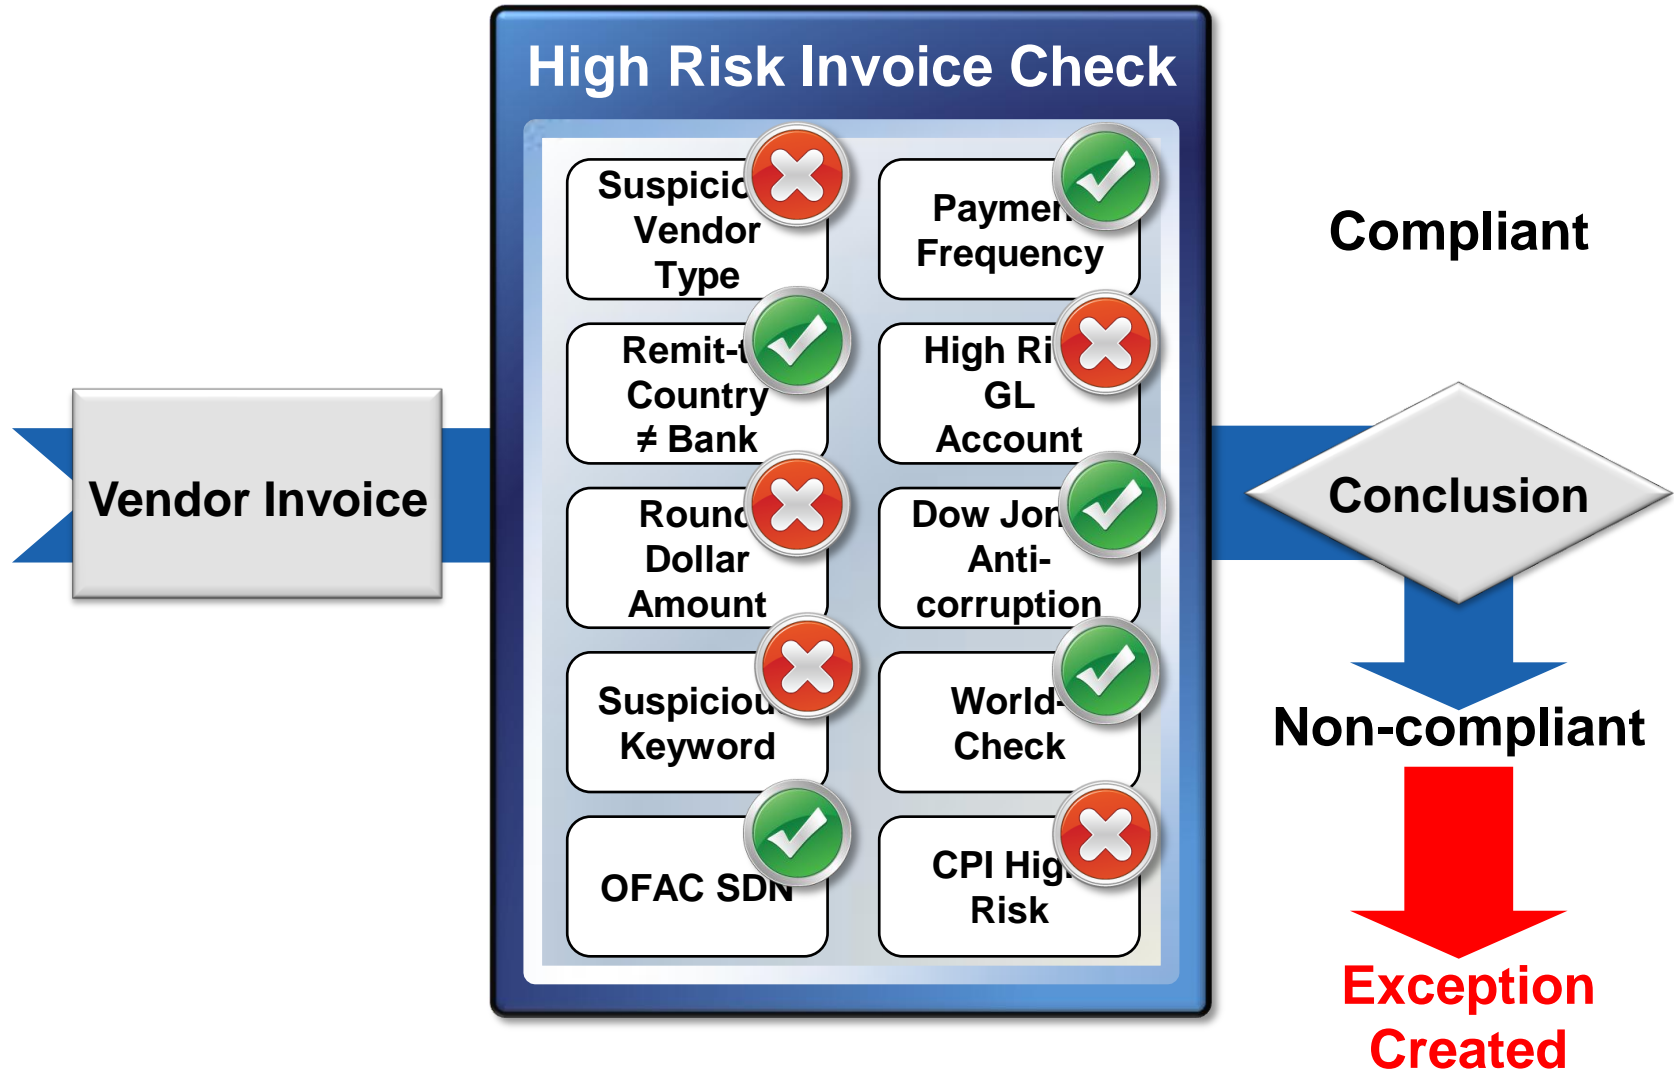 High Risk Invoice Check
Suspicio
Vendor
Type
Paymen
Frequency
Remit-t
Country
≠ Bank
High Ri
GL
Account
Round
Dollar
Amount
Dow Jon
Anti-
corruption
Suspiciou
Keyword
World-
Check
OFAC SDN
CPI Hig
Risk
Vendor Invoice
Compliant
Conclusion
Non-compliant
Exception
Created